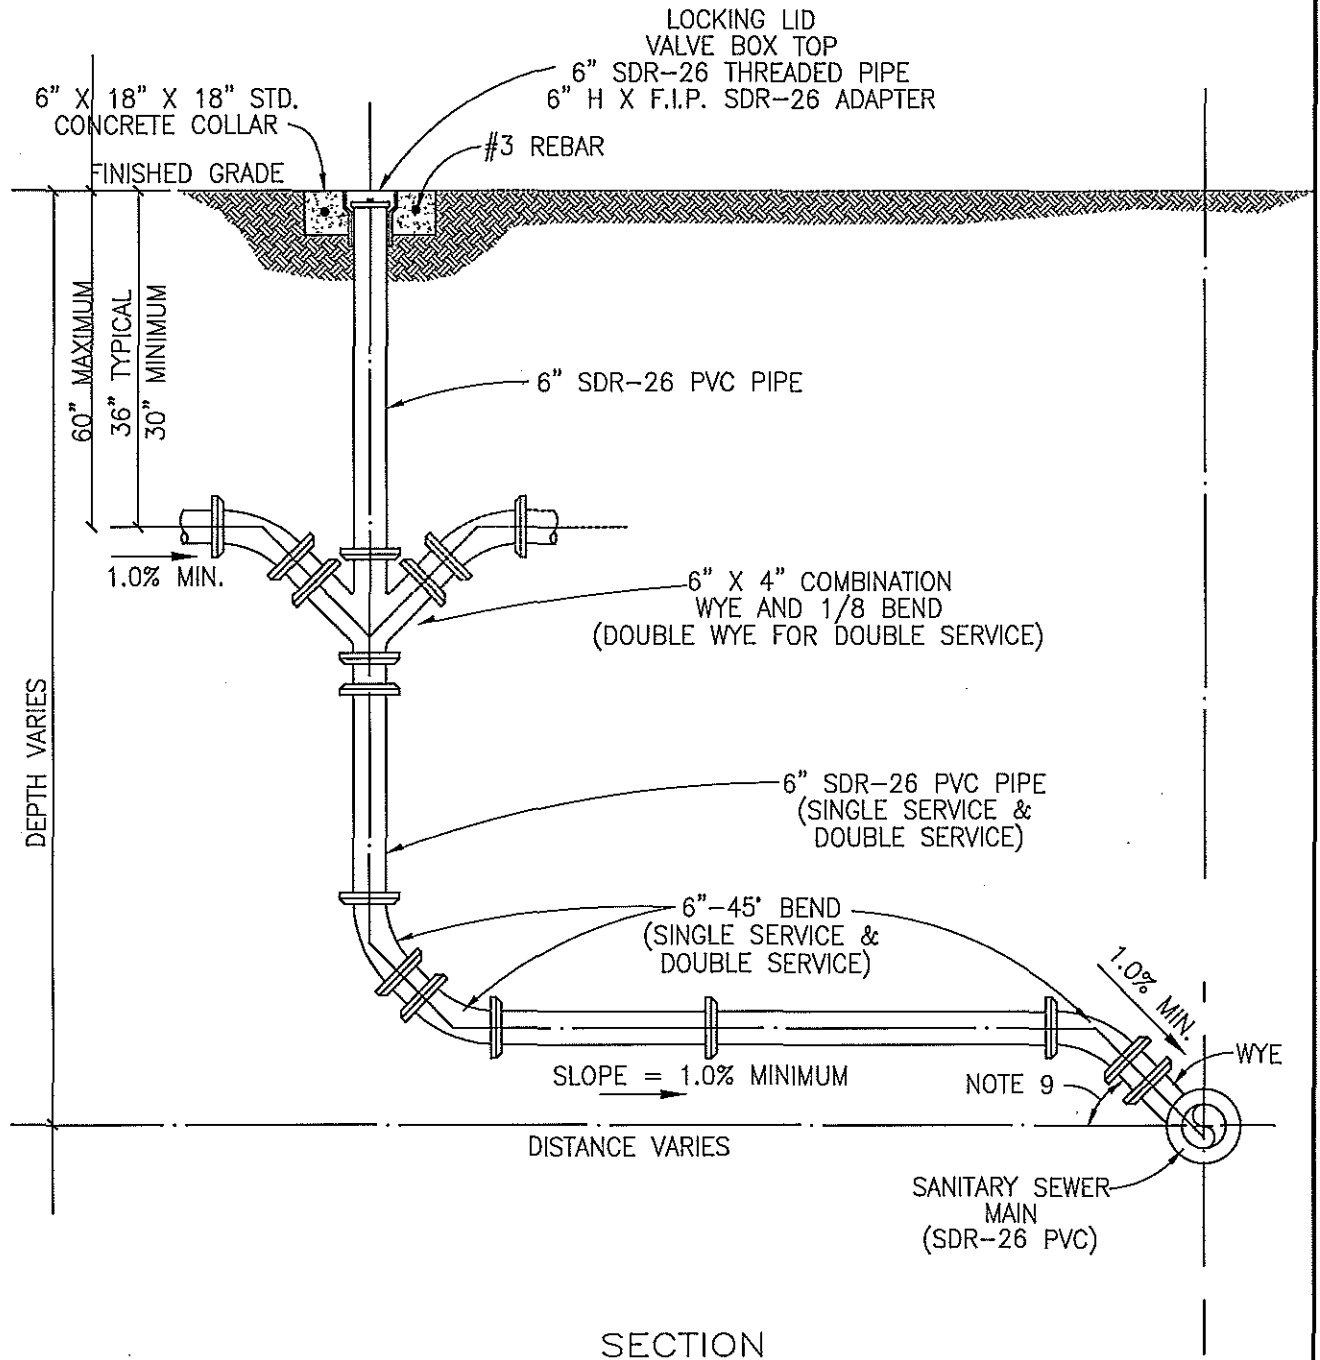 LOCKING LID
VALVE BOX TOP
6" SDR-26 THREADED PIPE
6" H X F.I.P. SDR-26 ADAPTER
6" X 18" X 18" STD.
CONCRETE COLLAR
#3 REBAR
FINISHED GRADE
60" MAXIMUM
36" TYPICAL
30" MINIMUM
6" SDR-26 PVC PIPE
1.0% MIN.
6" X 4" COMBINATION
WYE AND 1/8 BEND
(DOUBLE WYE FOR DOUBLE SERVICE)
DEPTH VARIES
6" SDR-26 PVC PIPE
(SINGLE SERVICE &
DOUBLE SERVICE)
6"-45° BEND
(SINGLE SERVICE &
DOUBLE SERVICE)
1.0% MIN.
WYE
SLOPE = 1.0% MINIMUM
NOTE 9
DISTANCE VARIES
SANITARY SEWER
MAIN
(SDR-26 PVC)
SECTION